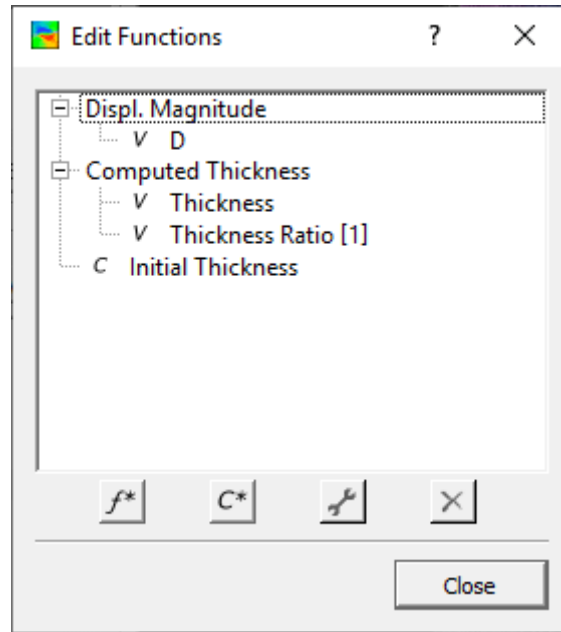 Edit Functions ?
Displ. Magnitude
V D
Computed Thickness
V Thickness
V Thickness Ratio [1]
C Initial Thickness
f* C*
Close